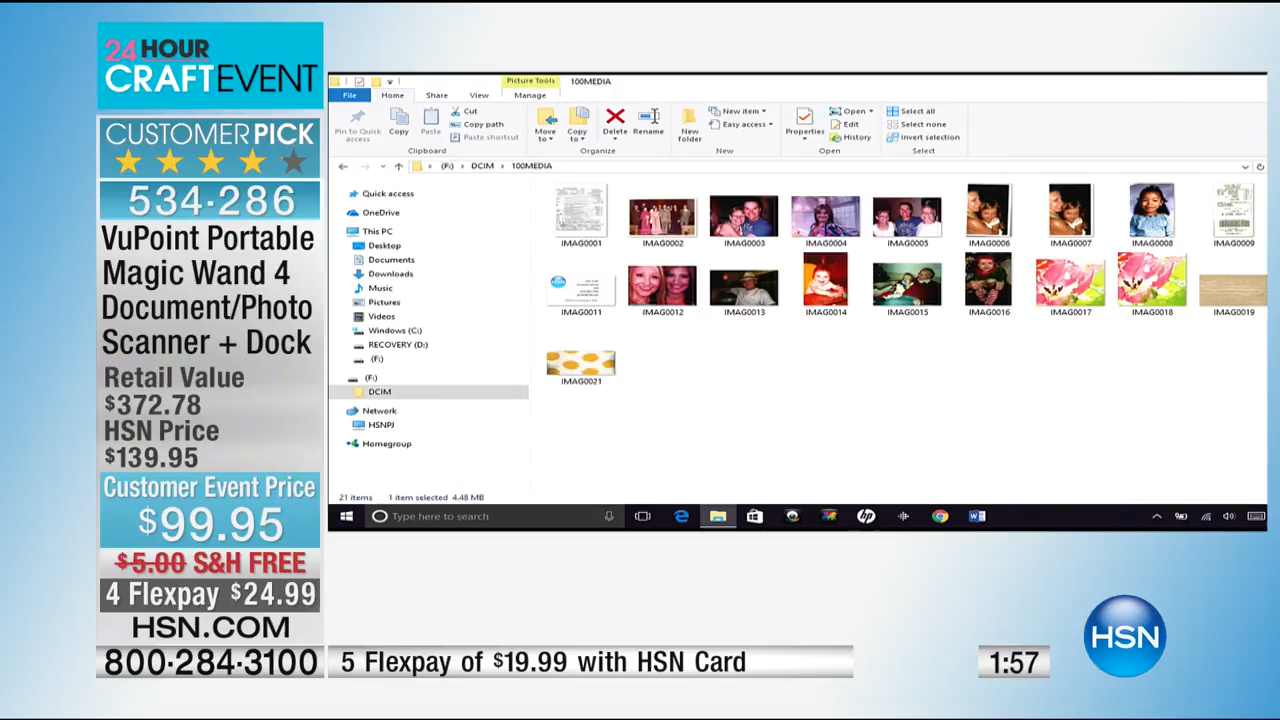 24 HOUR
CRAFTEVENT
CUSTOMERPICK
534-286
VuPoint Portable
Magic Wand 4
Document/Photo
Scanner + Dock
Retail Value
$372.78
HSN Price
$139.95
Customer Event Price
$99.95
$5.00 S&H FREE
4 Flexpay $24.99
HSN.COM
800-284-3100
Picture Tools
100MEDIA
File Home Share View Manage
Pin to Quick access
Copy
Paste
Cut
Copy path
Paste shortcut
Clipboard
Move to
Copy to
Delete
Rename
Organize
New folder
New item
Easy access
New
Properties
Open
Edit
History
Open
Select all
Select none
Invert selection
Select
(F:) DCIM 100MEDIA
Quick access
OneDrive
This PC
Desktop
Documents
Downloads
Music
Pictures
Videos
Windows (C:)
RECOVERY (D:)
(F:)
(F:)
DCIM
Network
HSNPJ
Homegroup
IMAG0001 IMAG0002 IMAG0003 IMAG0004 IMAG0005 IMAG0006 IMAG0007 IMAG0008 IMAG0009
IMAG0011 IMAG0012 IMAG0013 IMAG0014 IMAG0015 IMAG0016 IMAG0017 IMAG0018 IMAG0019
IMAG0021
21 items 1 item selected 4.48 MB
Type here to search
5 Flexpay of $19.99 with HSN Card
1:57
HSN